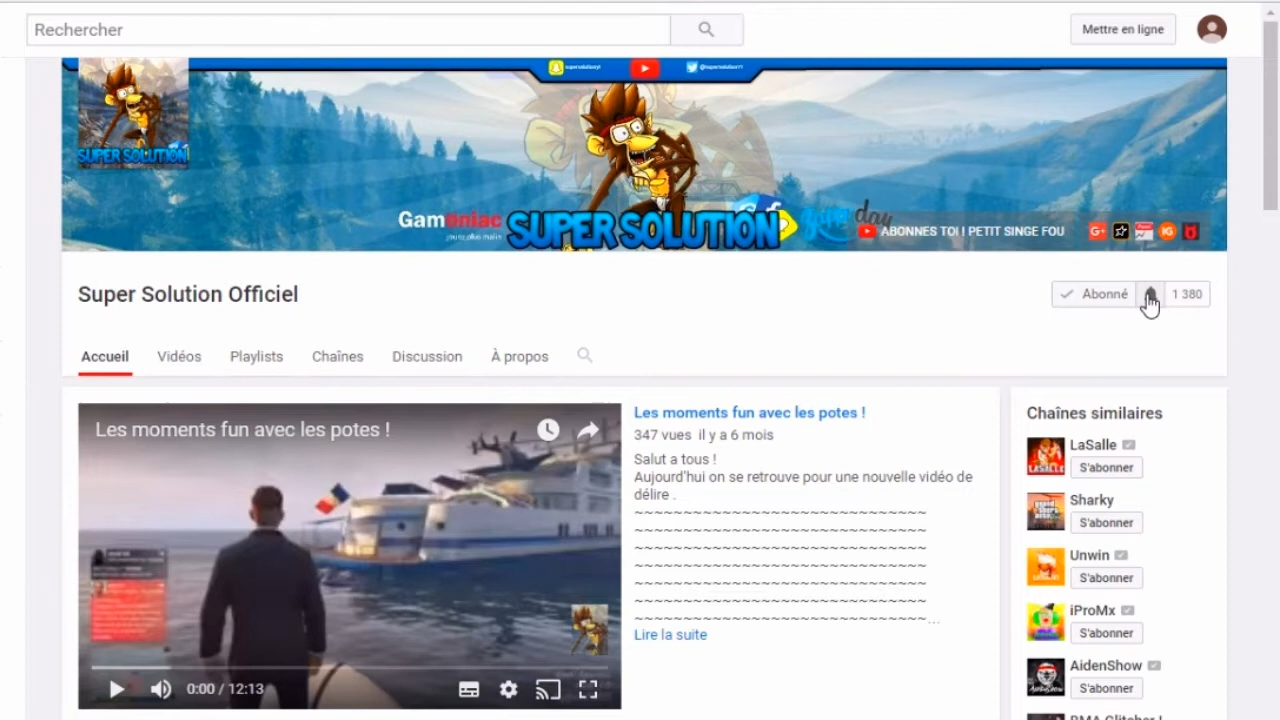 Rechercher
Mettre en ligne
SUPER SOLUTION
Gameniac
SUPER SOLUTION
ABONNES TOI ! PETIT SINGE FOU
G+
IG
Super Solution Officiel
Abonné
1 380
Accueil
Vidéos
Playlists
Chaînes
Discussion
À propos
Les moments fun avec les potes !
0:00 / 12:13
Les moments fun avec les potes !
347 vues il y a 6 mois
Salut a tous !
Aujourd'hui on se retrouve pour une nouvelle vidéo de
délire .
~~~~~~~~~~~~~~~~~~~~~~~~~~~~~
~~~~~~~~~~~~~~~~~~~~~~~~~~~~~
~~~~~~~~~~~~~~~~~~~~~~~~~~~~~
~~~~~~~~~~~~~~~~~~~~~~~~~~~~~
~~~~~~~~~~~~~~~~~~~~~~~~~~~~~
~~~~~~~~~~~~~~~~~~~~~~~~~~~~~
~~~~~~~~~~~~~~~~~~~~~~~~~~~~~...
Lire la suite
Chaînes similaires
LaSalle
S'abonner
Sharky
S'abonner
Unwin
S'abonner
iProMx
S'abonner
AidenShow
S'abonner